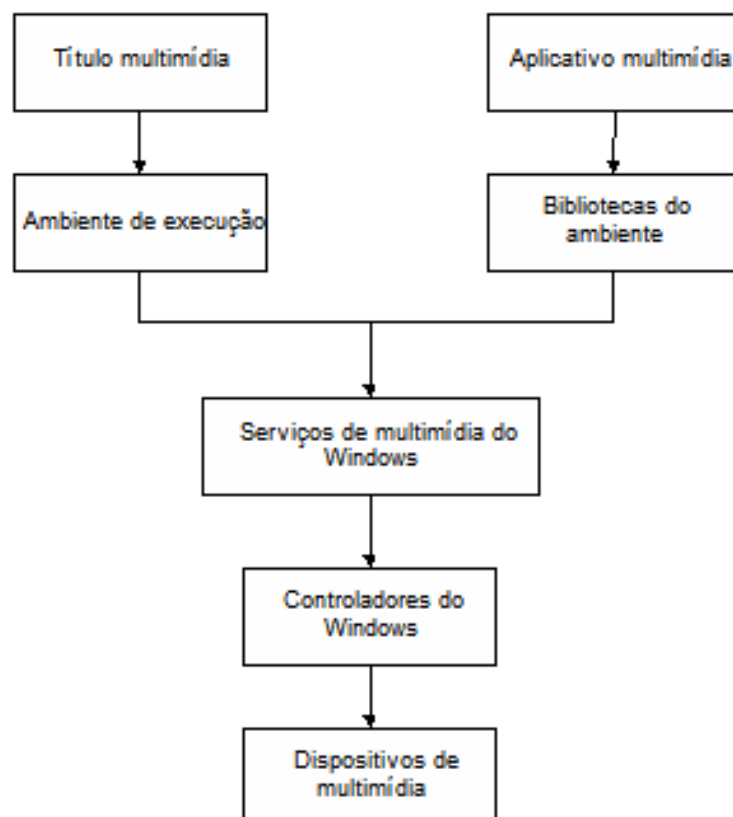 Título multimídia
Aplicativo multimídia
Ambiente de execução
Bibliotecas do
ambiente
Serviços de multimídia do
Windows
Controladores do
Windows
Dispositivos de
multimídia